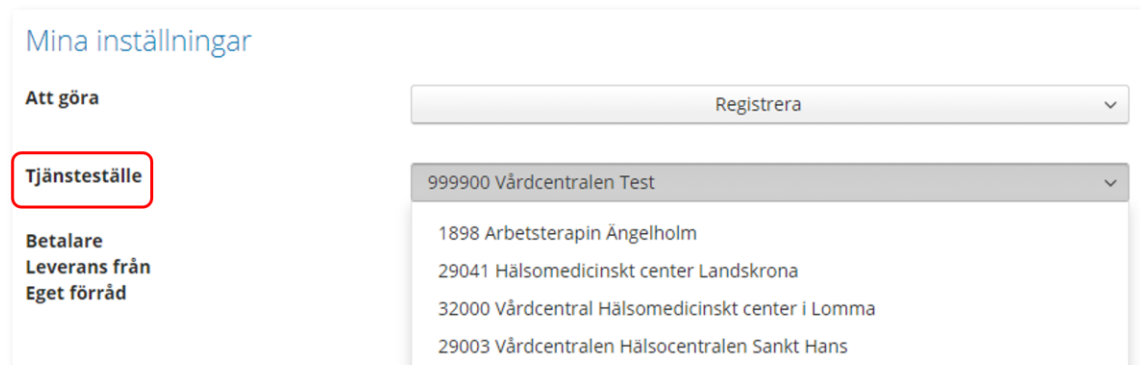 Mina inställningar
Att göra
Registrera
Tjänsteställe
999900 Vårdcentralen Test
1898 Arbetsterapin Ängelholm
Betalare
Leverans från
Eget förråd
29041 Hälsomedicinskt center Landskrona
32000 Vårdcentral Hälsomedicinskt center i Lomma
29003 Vårdcentralen Hälsocentralen Sankt Hans